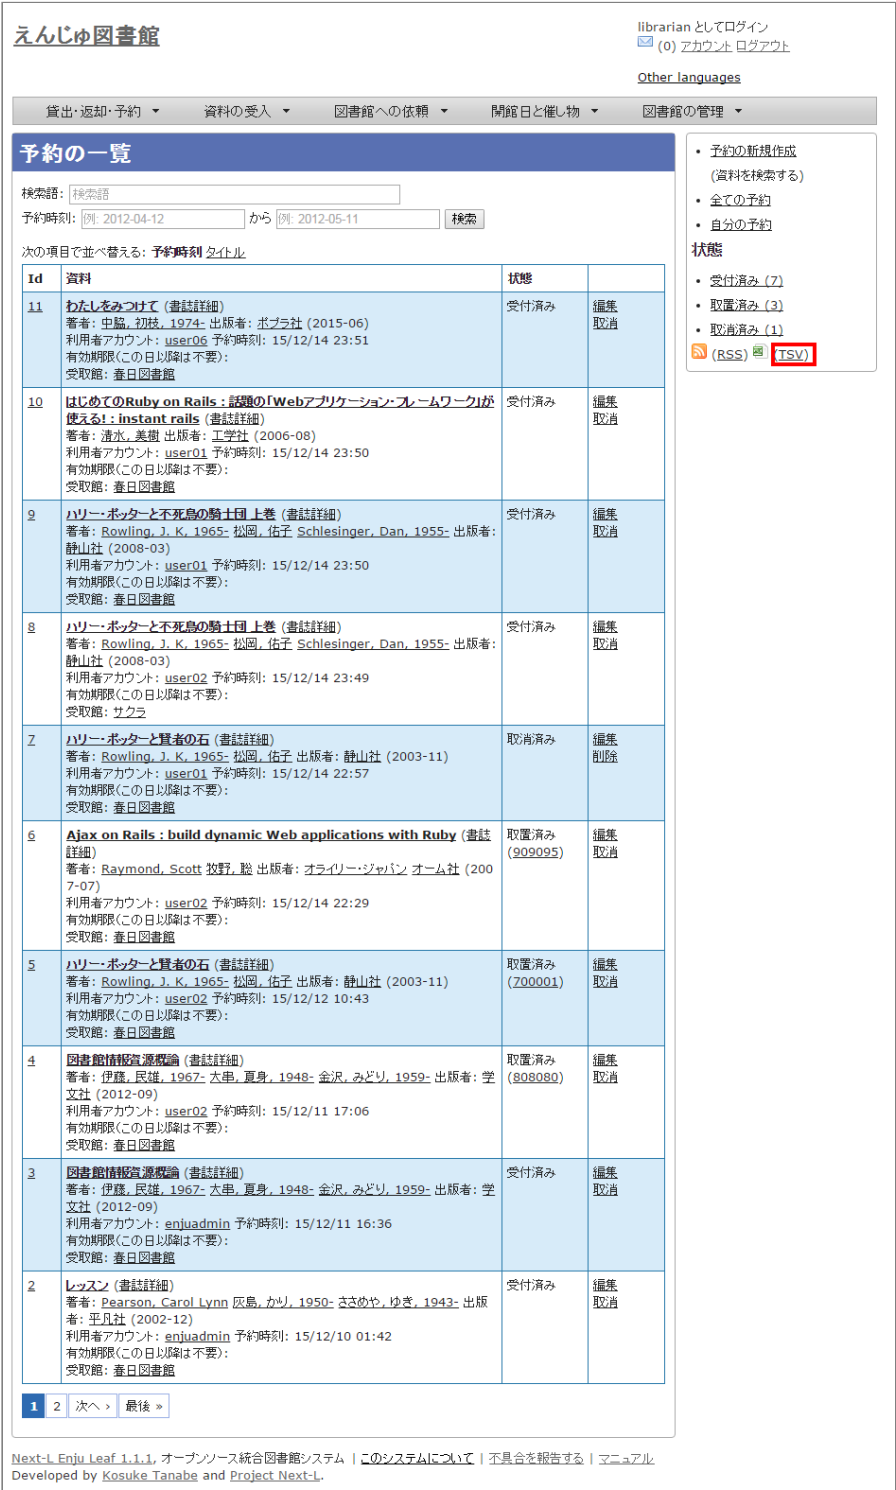 えんじゅ図書館
librarian としてログイン
(0) アカウント ログアウト
Other languages
貸出・返却・予約 ▼ 資料の受入 ▼ 図書館への依頼 ▼ 開館日と催し物 ▼ 図書館の管理 ▼
予約の一覧
検索語: 検索語
予約時刻: 例: 2012-04-12 から 例: 2012-05-11 検索
次の項目で並べ替える: 予約時刻 タイトル
Id 資料 状態
11 わたしをみつけて (書誌詳細) 受付済み 編集
著者: 中脇, 初枝, 1974- 出版者: ポプラ社 (2015-06) 取消
利用者アカウント: user06 予約時刻: 15/12/14 23:51
有効期限(この日以降は不要):
受取館: 春日図書館
10 はじめてのRuby on Rails : 話題の「Webアプリケーション・フレームワーク」が 受付済み 編集
使える! : instant rails (書誌詳細) 取消
著者: 清水, 美樹 出版者: 工学社 (2006-08)
利用者アカウント: user01 予約時刻: 15/12/14 23:50
有効期限(この日以降は不要):
受取館: 春日図書館
9 ハリー・ポッターと不死鳥の騎士団 上巻 (書誌詳細) 受付済み 編集
著者: Rowling, J. K, 1965- 松岡, 佑子 Schlesinger, Dan, 1955- 出版者: 取消
静山社 (2008-03)
利用者アカウント: user01 予約時刻: 15/12/14 23:50
有効期限(この日以降は不要):
受取館: 春日図書館
8 ハリー・ポッターと不死鳥の騎士団 上巻 (書誌詳細) 受付済み 編集
著者: Rowling, J. K, 1965- 松岡, 佑子 Schlesinger, Dan, 1955- 出版者: 取消
静山社 (2008-03)
利用者アカウント: user02 予約時刻: 15/12/14 23:49
有効期限(この日以降は不要):
受取館: サクラ
7 ハリー・ポッターと賢者の石 (書誌詳細) 取消済み 編集
著者: Rowling, J. K, 1965- 松岡, 佑子 出版者: 静山社 (2003-11) 削除
利用者アカウント: user01 予約時刻: 15/12/14 22:57
有効期限(この日以降は不要):
受取館: 春日図書館
6 Ajax on Rails : build dynamic Web applications with Ruby (書誌 取置済み 編集
詳細) (909095) 取消
著者: Raymond, Scott 牧野, 聡 出版者: オライリー・ジャパン オーム社 (200
7-07)
利用者アカウント: user02 予約時刻: 15/12/14 22:29
有効期限(この日以降は不要):
受取館: 春日図書館
5 ハリー・ポッターと賢者の石 (書誌詳細) 取置済み 編集
著者: Rowling, J. K, 1965- 松岡, 佑子 出版者: 静山社 (2003-11) (700001) 取消
利用者アカウント: user02 予約時刻: 15/12/12 10:43
有効期限(この日以降は不要):
受取館: 春日図書館
4 図書館情報資源概論 (書誌詳細) 取置済み 編集
著者: 伊藤, 民雄, 1967- 大串, 夏身, 1948- 金沢, みどり, 1959- 出版者: 学 (808080) 取消
文社 (2012-09)
利用者アカウント: user02 予約時刻: 15/12/11 17:06
有効期限(この日以降は不要):
受取館: 春日図書館
3 図書館情報資源概論 (書誌詳細) 受付済み 編集
著者: 伊藤, 民雄, 1967- 大串, 夏身, 1948- 金沢, みどり, 1959- 出版者: 学 取消
文社 (2012-09)
利用者アカウント: enjuadmin 予約時刻: 15/12/11 16:36
有効期限(この日以降は不要):
受取館: 春日図書館
2 レッスン (書誌詳細) 受付済み 編集
著者: Pearson, Carol Lynn 灰島, かり, 1950- ささめや, ゆき, 1943- 出版 取消
者: 平凡社 (2002-12)
利用者アカウント: enjuadmin 予約時刻: 15/12/10 01:42
有効期限(この日以降は不要):
受取館: 春日図書館
1 2 次へ › 最後 »
• 予約の新規作成
(資料を検索する)
• 全ての予約
• 自分の予約
状態
• 受付済み (7)
• 取置済み (3)
• 取消済み (1)
(RSS) (TSV)
Next-L Enju Leaf 1.1.1, オープンソース統合図書館システム | このシステムについて | 不具合を報告する | マニュアル
Developed by Kosuke Tanabe and Project Next-L.